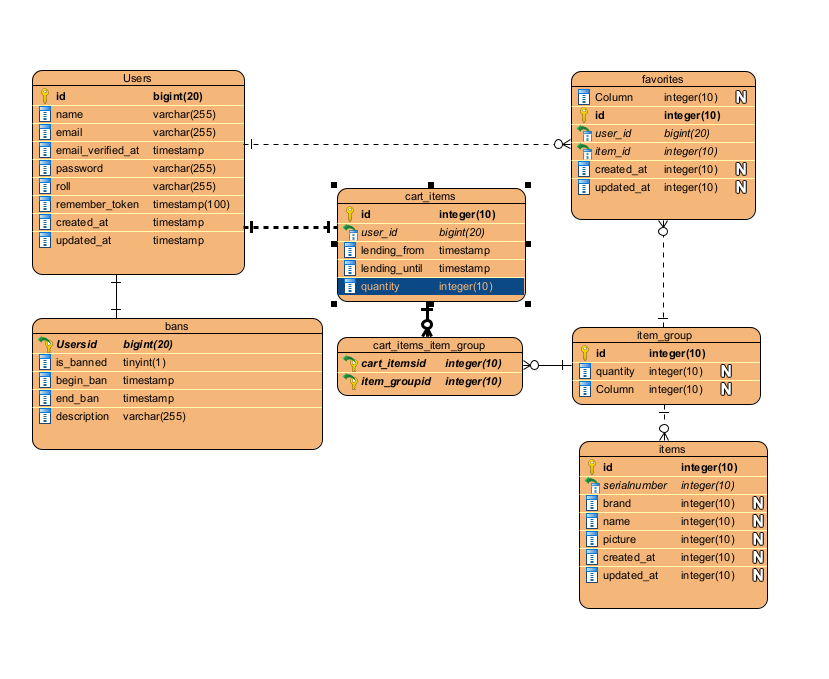 Users
id bigint(20)
name varchar(255)
email varchar(255)
email_verified_at timestamp
password varchar(255)
roll varchar(255)
remember_token timestamp(100)
created_at timestamp
updated_at timestamp
favorites
Column integer(10) N
id integer(10)
user_id bigint(20)
item_id integer(10)
created_at integer(10) N
updated_at integer(10) N
cart_items
id integer(10)
user_id bigint(20)
lending_from timestamp
lending_until timestamp
quantity integer(10)
bans
Usersid bigint(20)
is_banned tinyint(1)
begin_ban timestamp
end_ban timestamp
description varchar(255)
cart_items_item_group
cart_itemsid integer(10)
item_groupid integer(10)
item_group
id integer(10)
quantity integer(10) N
Column integer(10) N
items
id integer(10)
serialnumber integer(10)
brand integer(10) N
name integer(10) N
picture integer(10) N
created_at integer(10) N
updated_at integer(10) N